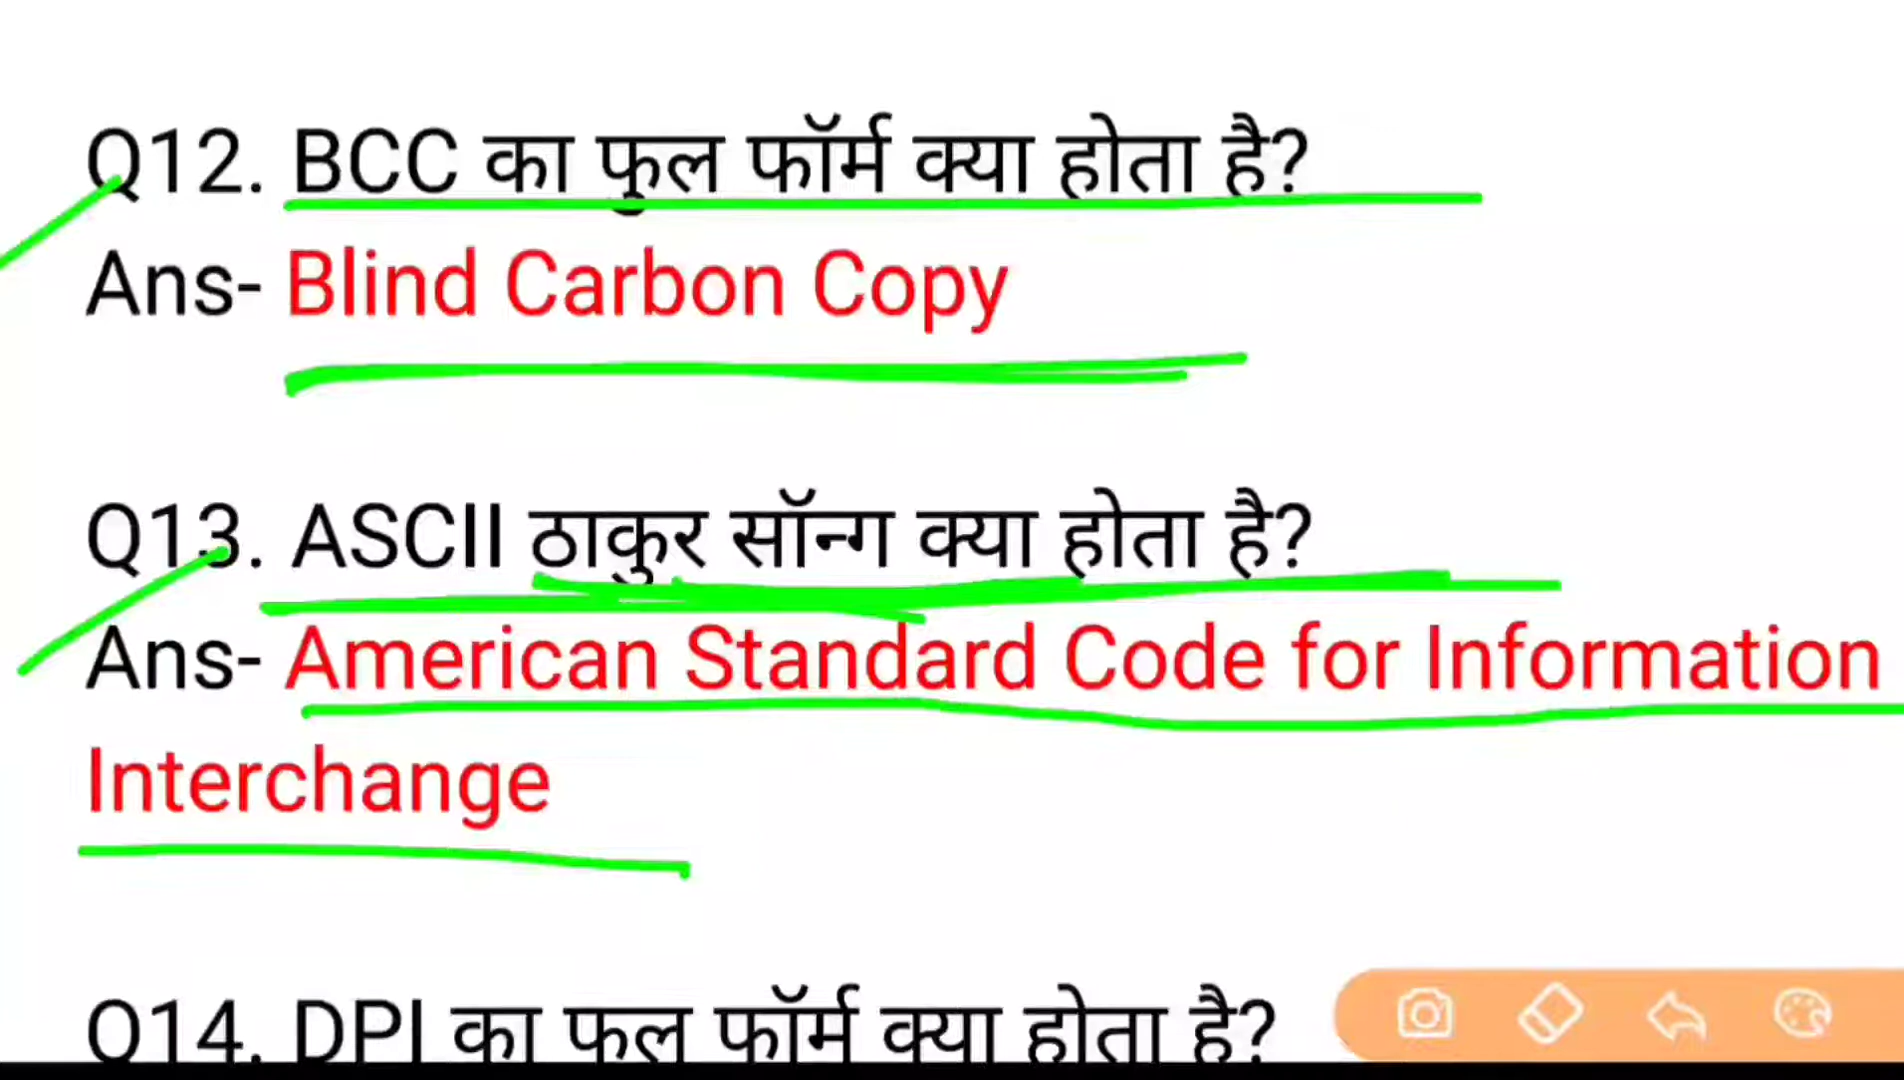 Q12. BCC का फुल फॉर्म क्या होता है?
Ans- Blind Carbon Copy
Q13. ASCII ठाकुर सॉन्ग क्या होता है?
Ans- American Standard Code for Information
Interchange
Q14. DPI का फुल फॉर्म क्या होता है?